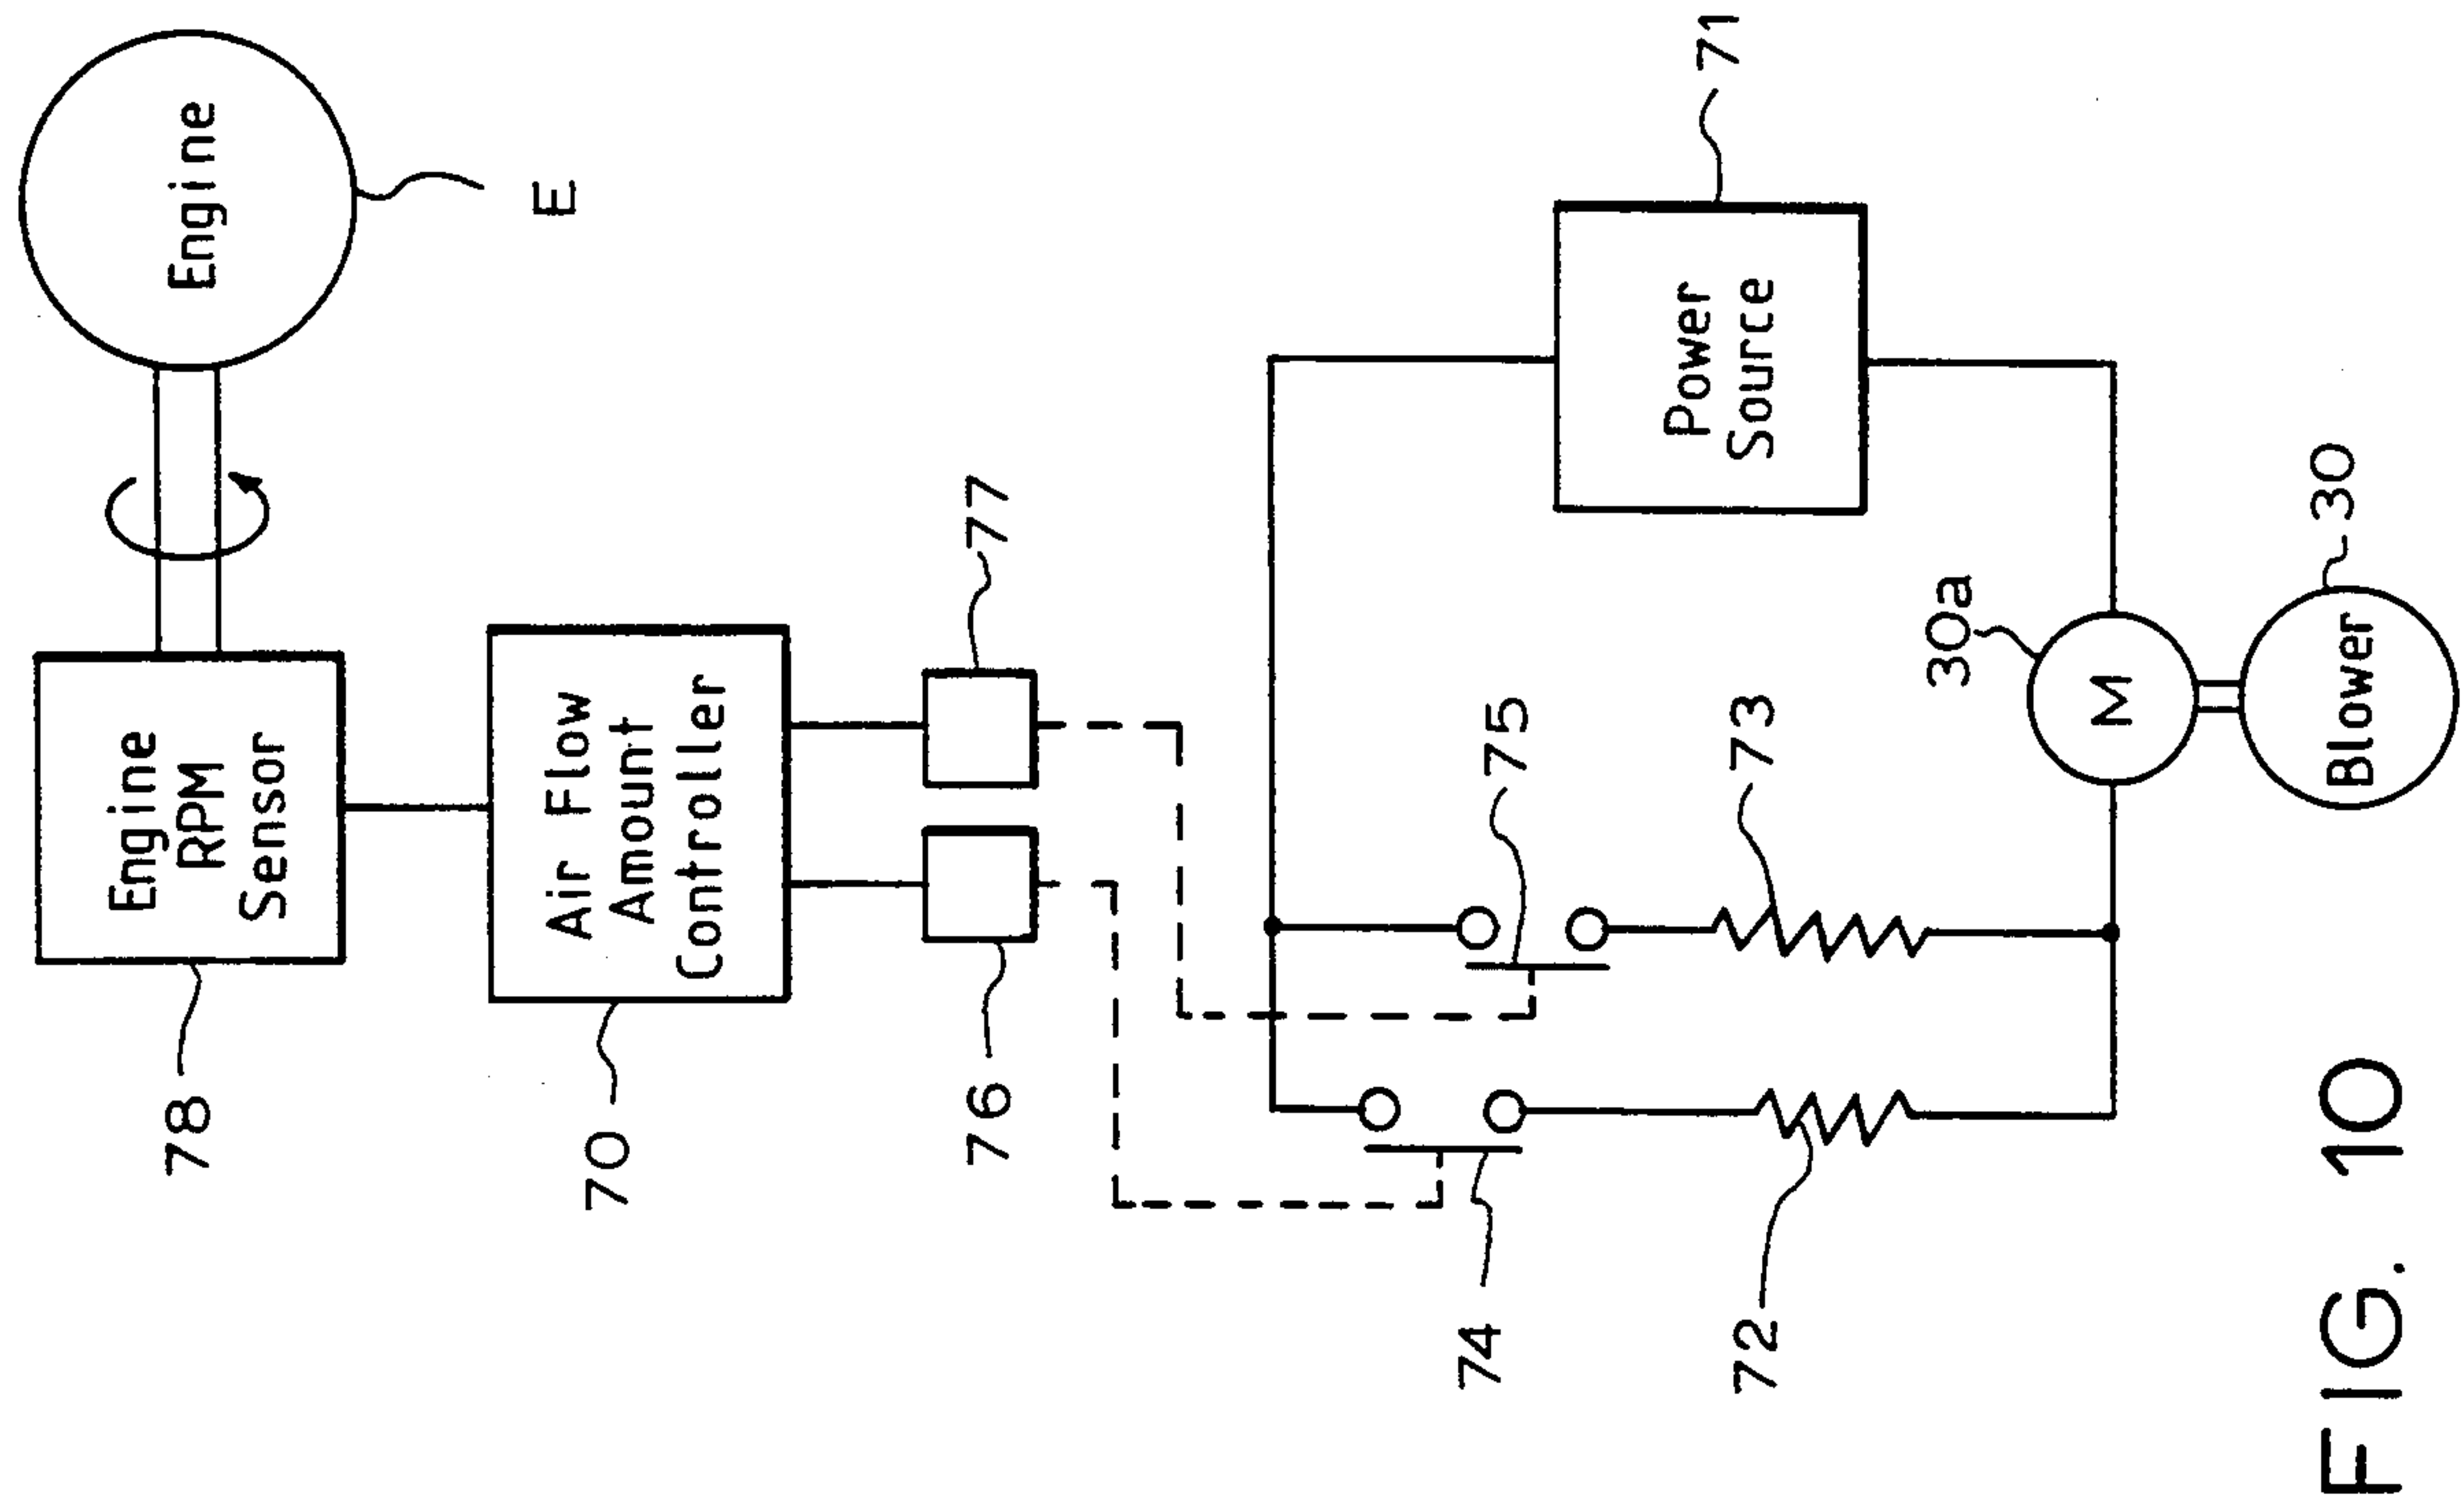 Engine
RPM
Sensor
78
Engine
E
Air Flow
Amount
Controller
70
76
77
Power
Source
71
74
75
72
73
30a
M
Blower
30
FIG. 10